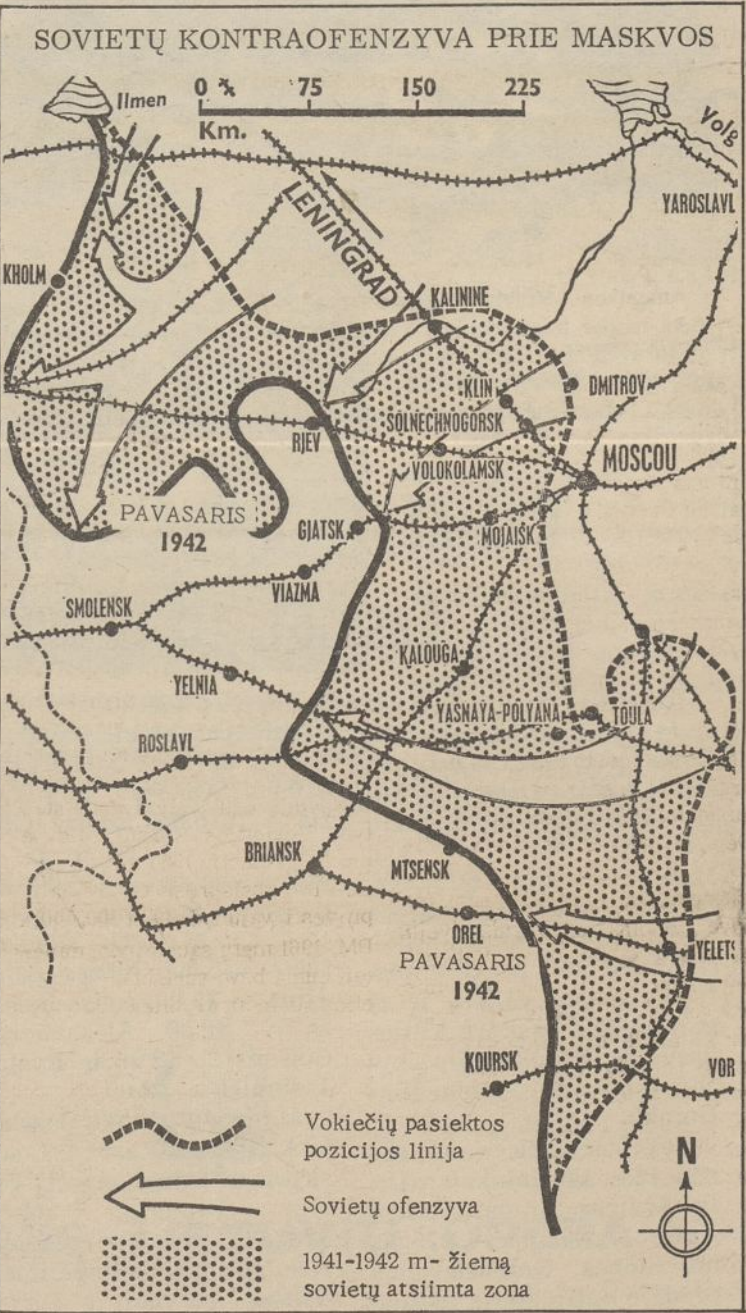 SOVIETŲ KONTRAOFENZYVA PRIE MASKVOS
Ilmen
0 75 150 225
Km.
Volg
YAROSLAVL
LENINGRAD
KHOLM
KALININE
KLIN
DMITROV
SOLNECHNOGORSK
RJEV
MOSCOU
VOLOKOLAMSK
PAVASARIS
1942
GJATSK
MOJAISK
VIAZMA
SMOLENSK
KALOUGA
YELNIA
YASNAYA-POLYANA
TOULA
ROSLAVL
BRIANSK
MTSENSK
OREL
YELETS
PAVASARIS
1942
KOURSK
VOR
Vokiečių pasiektos
pozicijos linija
N
Sovietų ofenzyva
1941-1942 m- žiemą
sovietų atsiimta zona